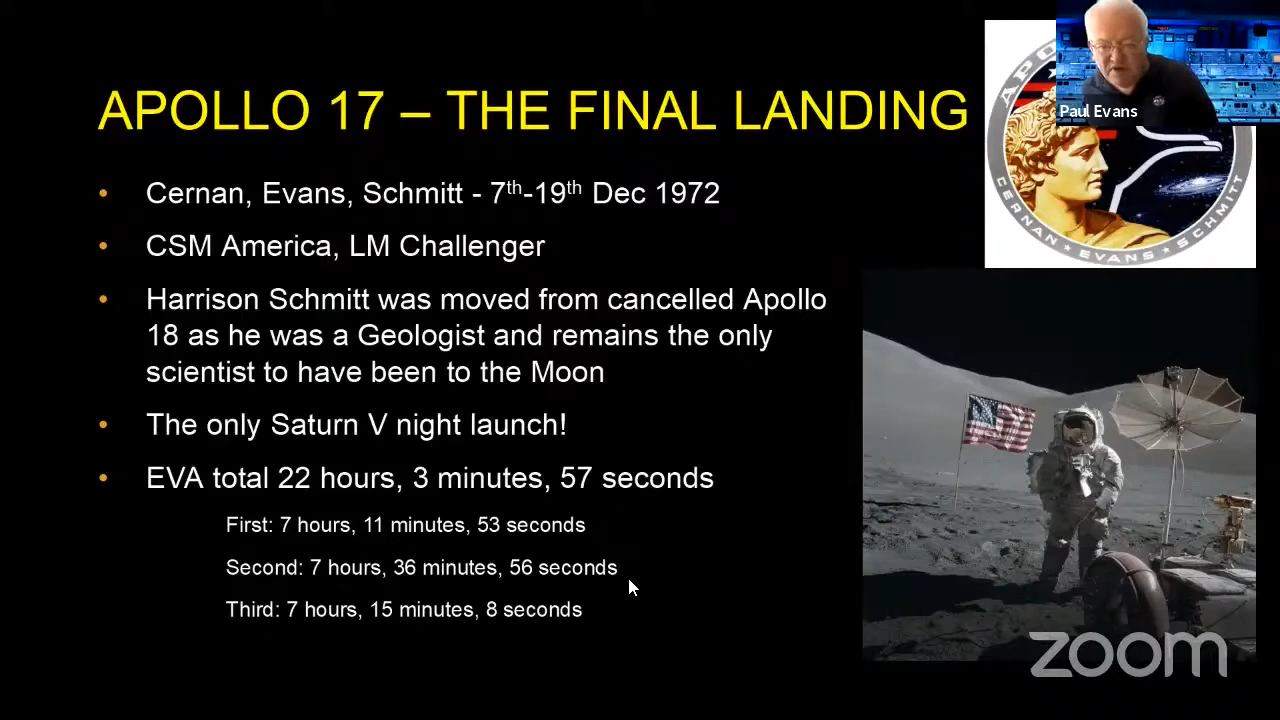 APOLLO 17 – THE FINAL LANDING
Paul Evans
APO
CERNAN ★ EVANS ★ SCHMITT
• Cernan, Evans, Schmitt - 7th-19th Dec 1972
• CSM America, LM Challenger
• Harrison Schmitt was moved from cancelled Apollo
18 as he was a Geologist and remains the only
scientist to have been to the Moon
• The only Saturn V night launch!
• EVA total 22 hours, 3 minutes, 57 seconds
First: 7 hours, 11 minutes, 53 seconds
Second: 7 hours, 36 minutes, 56 seconds
Third: 7 hours, 15 minutes, 8 seconds
zoom